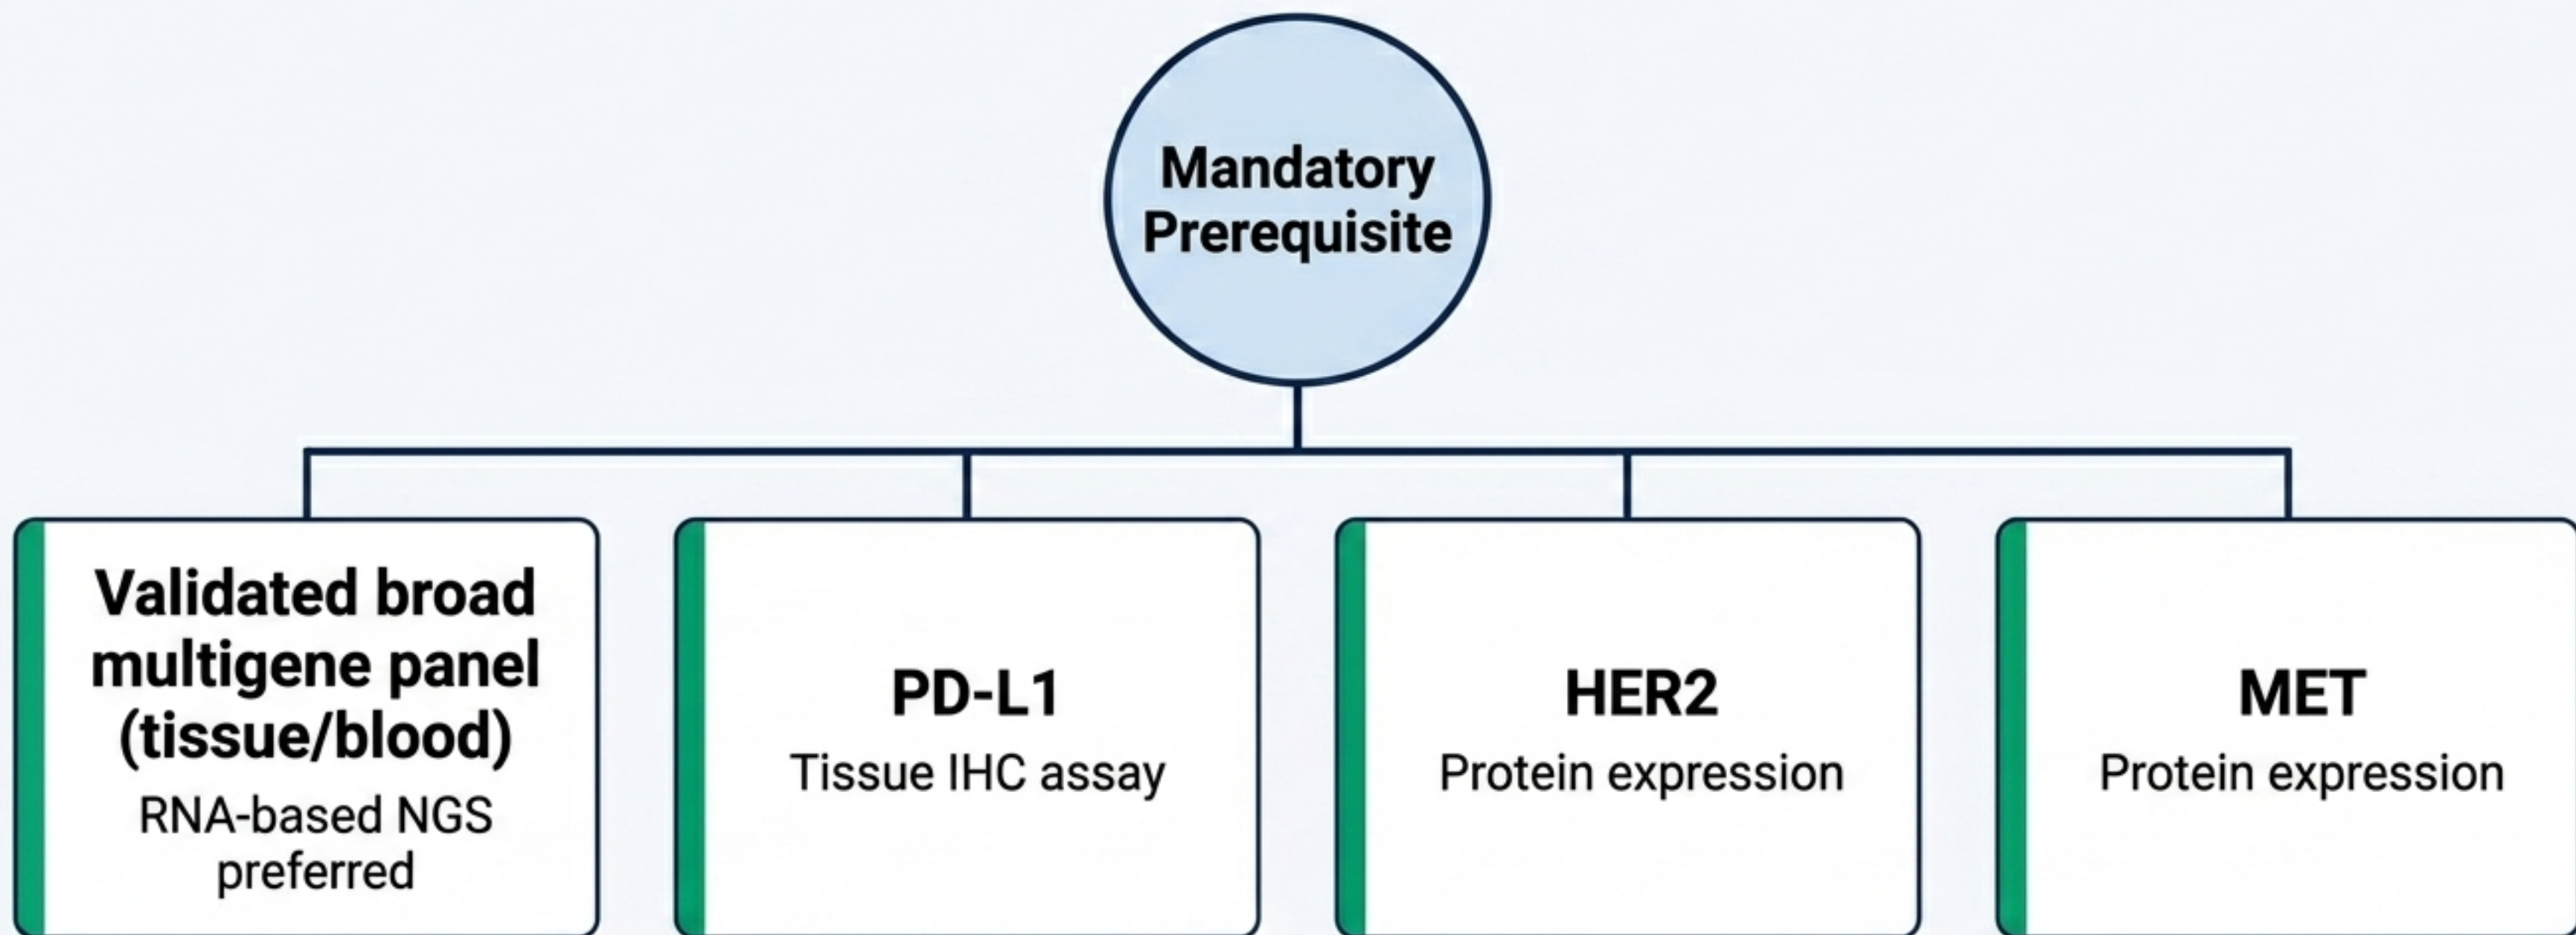 Mandatory
Prerequisite
Validated broad
multigene panel
(tissue/blood)
RNA-based NGS
preferred
PD-L1
Tissue IHC assay
HER2
Protein expression
MET
Protein expression